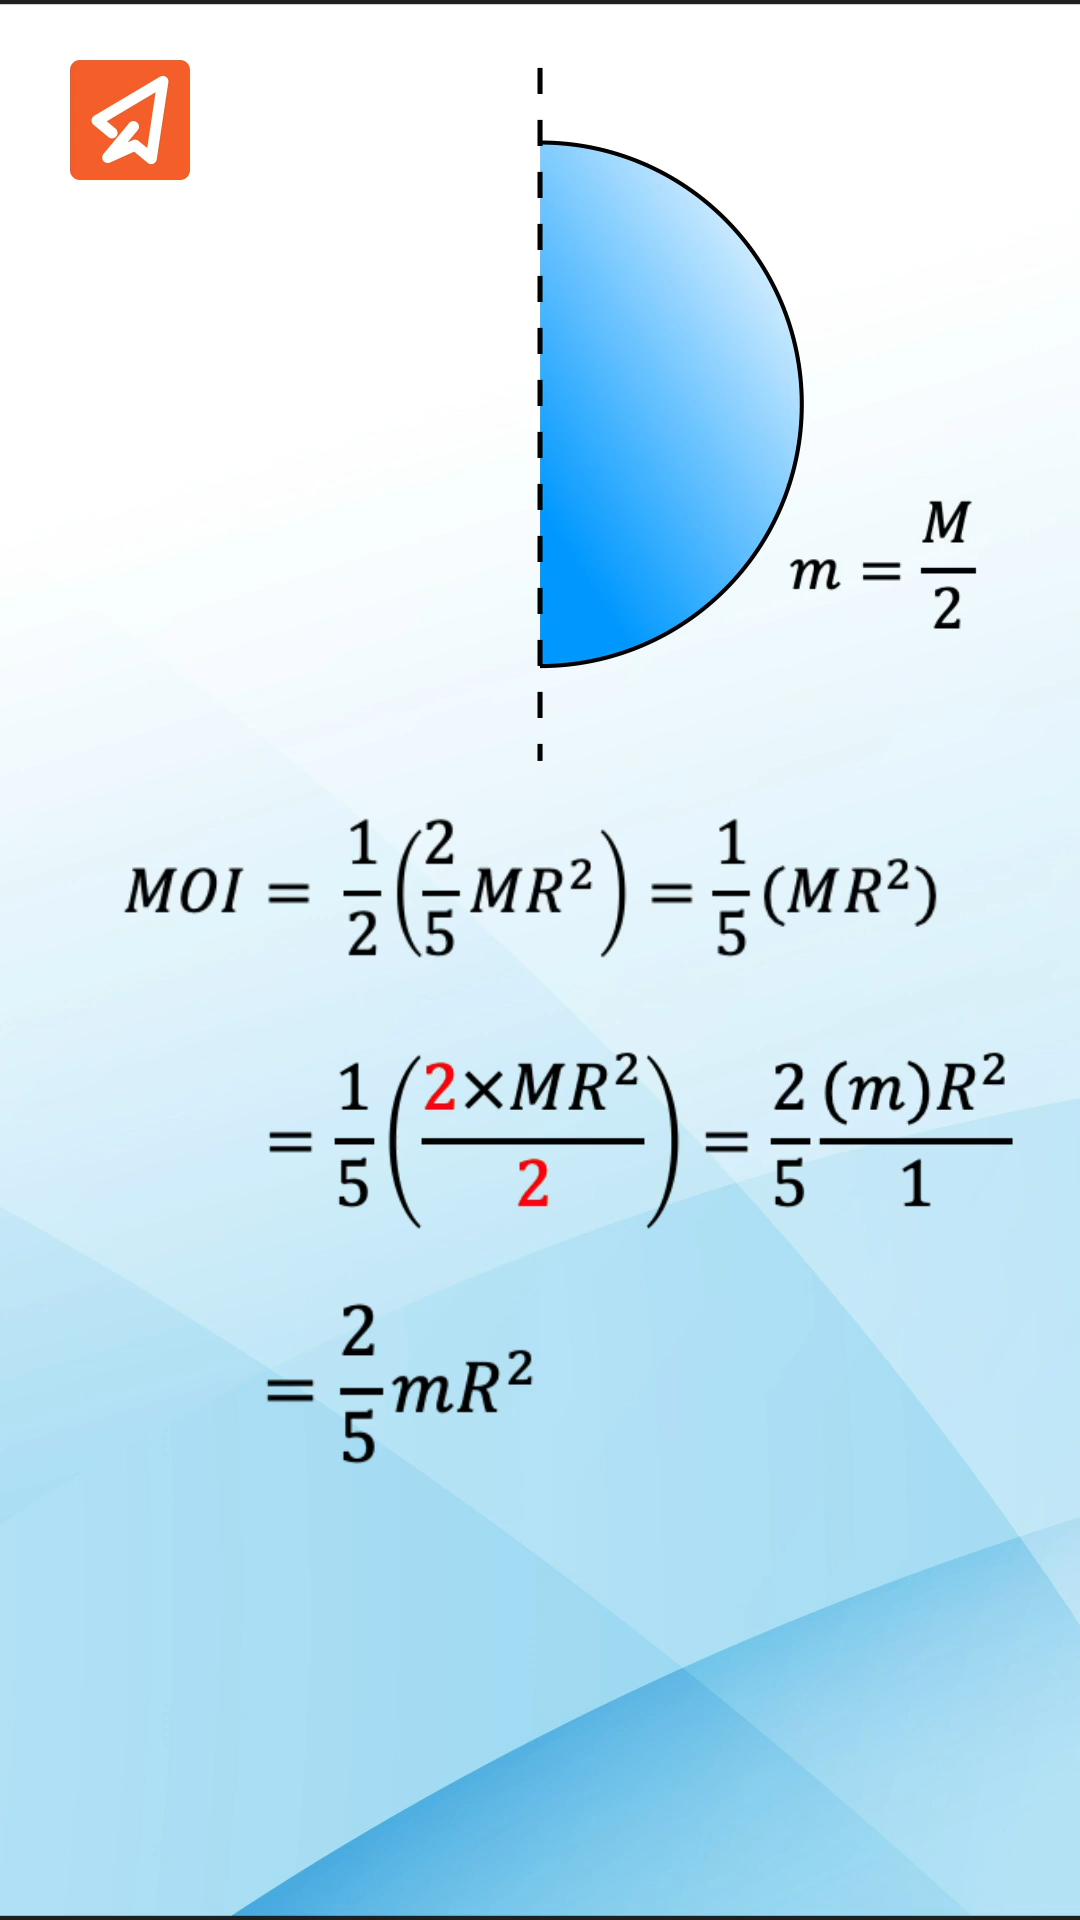 m = M/2
MOI = 1/2 (2/5 MR²) = 1/5 (MR²)
= 1/5 (2×MR²/2) = 2/5 (m)R²/1
= 2/5 mR²